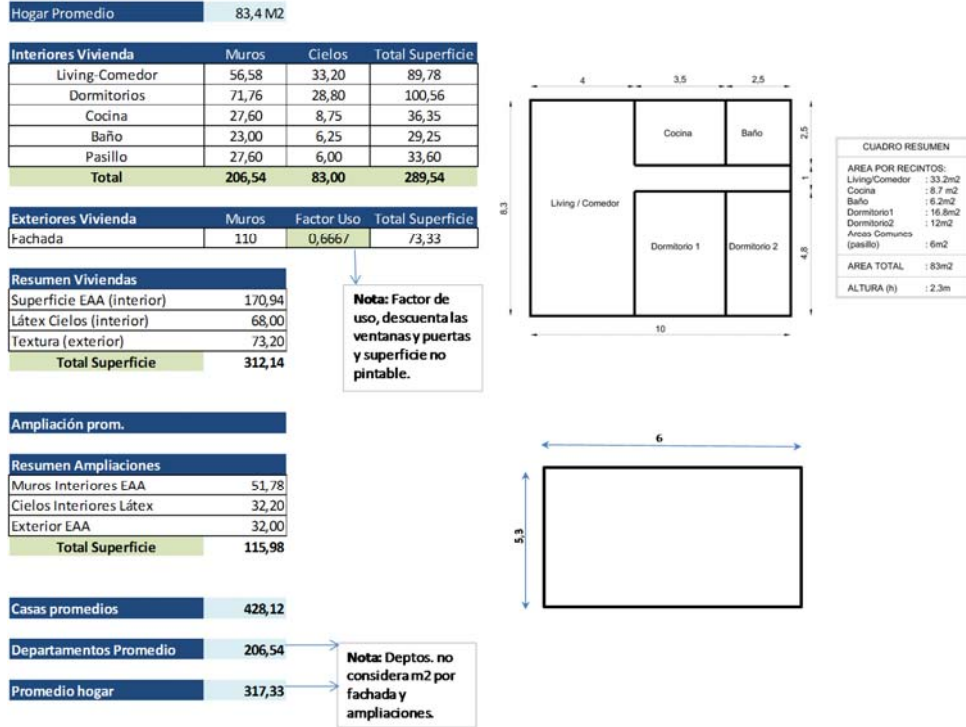 Hogar Promedio 83,4 M2
Interiores Vivienda Muros Cielos Total Superficie
Living-Comedor 56,58 33,20 89,78
Dormitorios 71,76 28,80 100,56
Cocina 27,60 8,75 36,35
Baño 23,00 6,25 29,25
Pasillo 27,60 6,00 33,60
Total 206,54 83,00 289,54
Exteriores Vivienda Muros Factor Uso Total Superficie
Fachada 110 0,6667 73,33
Resumen Viviendas
Superficie EAA (interior) 170,94
Látex Cielos (interior) 68,00
Textura (exterior) 73,20
Total Superficie 312,14
Nota: Factor de
uso, descuenta las
ventanas y puertas
y superficie no
pintable.
Ampliación prom.
Resumen Ampliaciones
Muros Interiores EAA 51,78
Cielos Interiores Látex 32,20
Exterior EAA 32,00
Total Superficie 115,98
Casas promedios 428,12
Departamentos Promedio 206,54
Promedio hogar 317,33
Nota: Deptos. no
considera m2 por
fachada y
ampliaciones.
4 3,5 2,5
8,3
Living / Comedor
Cocina
Baño
2,5
1
Dormitorio 1
Dormitorio 2
4,8
10
CUADRO RESUMEN
AREA POR RECINTOS:
Living/Comedor : 33.2m2
Cocina : 8.7 m2
Baño : 6.2m2
Dormitorio1 : 16.8m2
Dormitorio2 : 12m2
Areas Comunes
(pasillo) : 6m2
AREA TOTAL : 83m2
ALTURA (h) : 2.3m
6
5,3